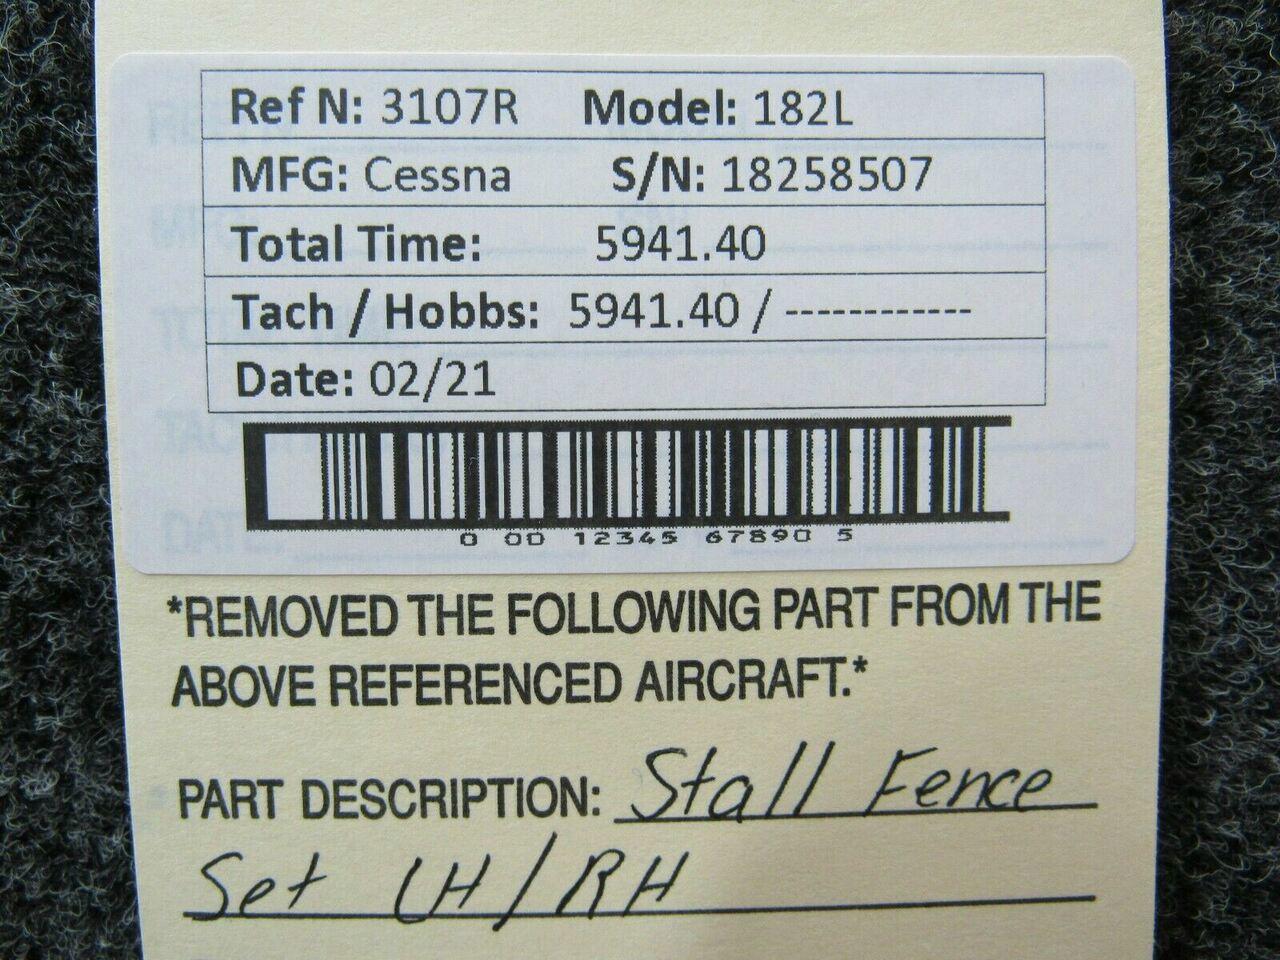 Ref N: 3107R Model: 182L
MFG: Cessna S/N: 18258507
Total Time: 5941.40
Tach / Hobbs: 5941.40 / ------------
Date: 02/21
0 00 12345 67890 5
*REMOVED THE FOLLOWING PART FROM THE
ABOVE REFERENCED AIRCRAFT.*
PART DESCRIPTION: Stall Fence
Set LH/RH